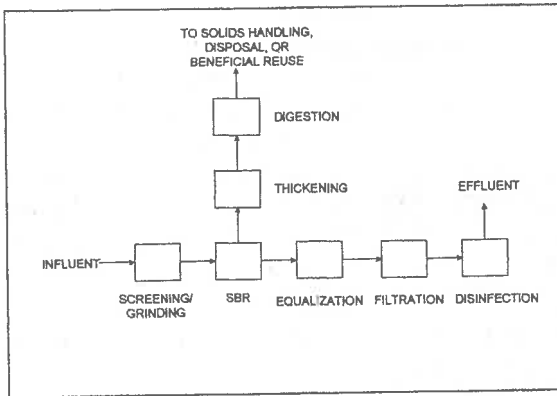 TO SOLIDS HANDLING,
DISPOSAL, OR
BENEFICIAL REUSE
DIGESTION
THICKENING
EFFLUENT
INFLUENT
SCREENING/
GRINDING
SBR
EQUALIZATION
FILTRATION
DISINFECTION